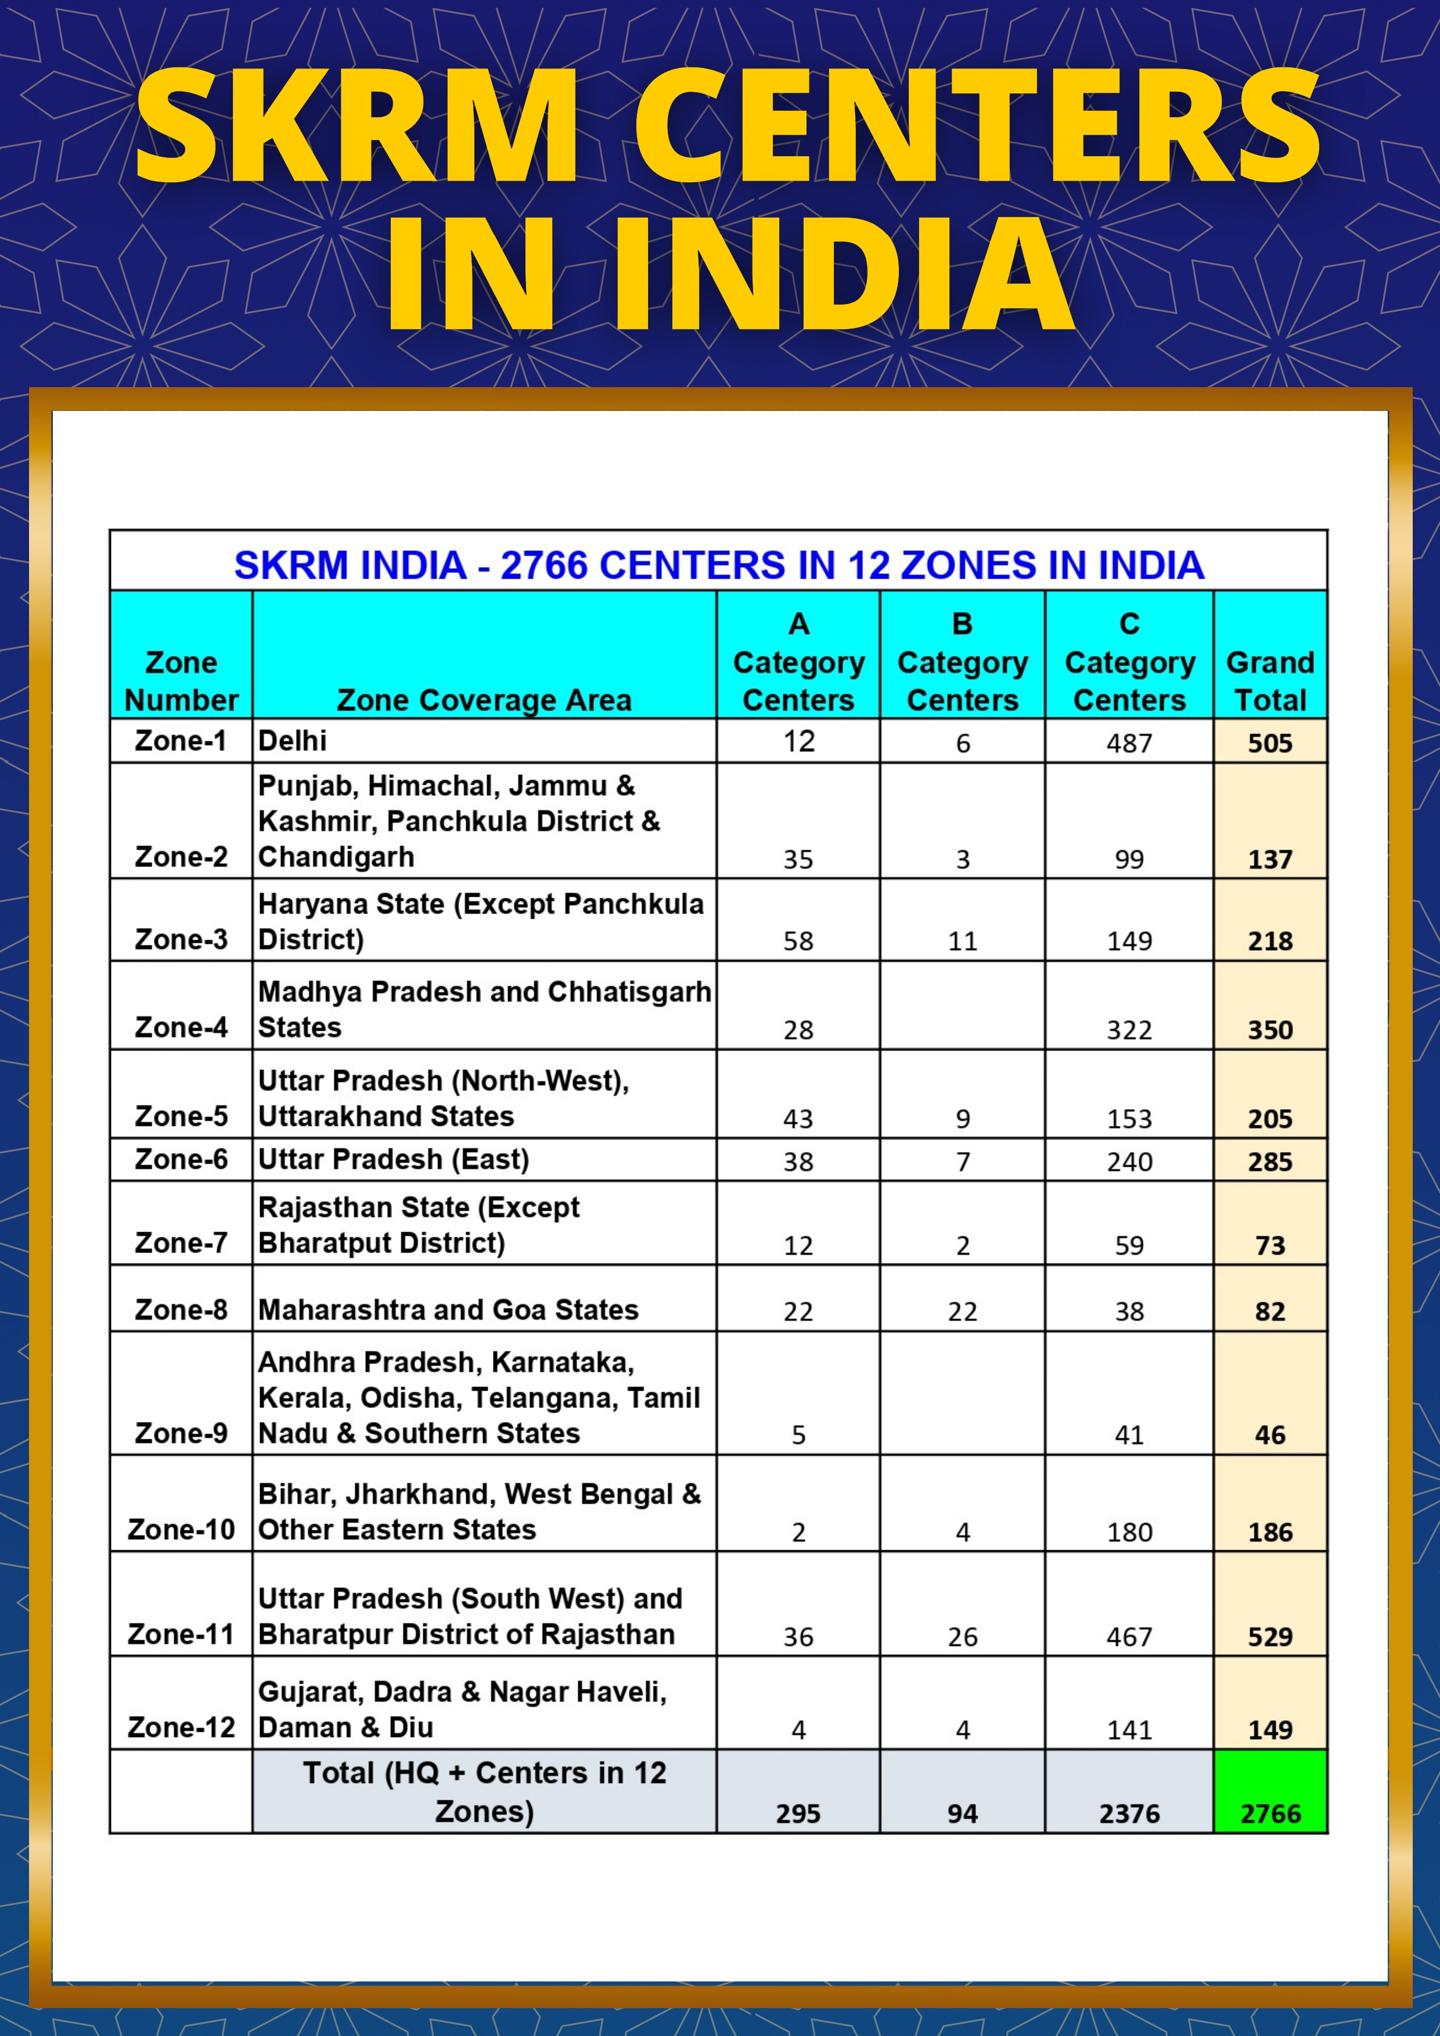 SKRM CENTERS
IN INDIA
SKRM INDIA - 2766 CENTERS IN 12 ZONES IN INDIA
Zone Number Zone Coverage Area A Category Centers B Category Centers C Category Centers Grand Total
Zone-1 Delhi 12 6 487 505
Punjab, Himachal, Jammu &
Kashmir, Panchkula District &
Zone-2 Chandigarh 35 3 99 137
Haryana State (Except Panchkula
Zone-3 District) 58 11 149 218
Madhya Pradesh and Chhatisgarh
Zone-4 States 28 322 350
Uttar Pradesh (North-West),
Zone-5 Uttarakhand States 43 9 153 205
Zone-6 Uttar Pradesh (East) 38 7 240 285
Rajasthan State (Except
Zone-7 Bharatput District) 12 2 59 73
Zone-8 Maharashtra and Goa States 22 22 38 82
Andhra Pradesh, Karnataka,
Kerala, Odisha, Telangana, Tamil
Zone-9 Nadu & Southern States 5 41 46
Bihar, Jharkhand, West Bengal &
Zone-10 Other Eastern States 2 4 180 186
Uttar Pradesh (South West) and
Zone-11 Bharatpur District of Rajasthan 36 26 467 529
Gujarat, Dadra & Nagar Haveli,
Zone-12 Daman & Diu 4 4 141 149
Total (HQ + Centers in 12
Zones) 295 94 2376 2766